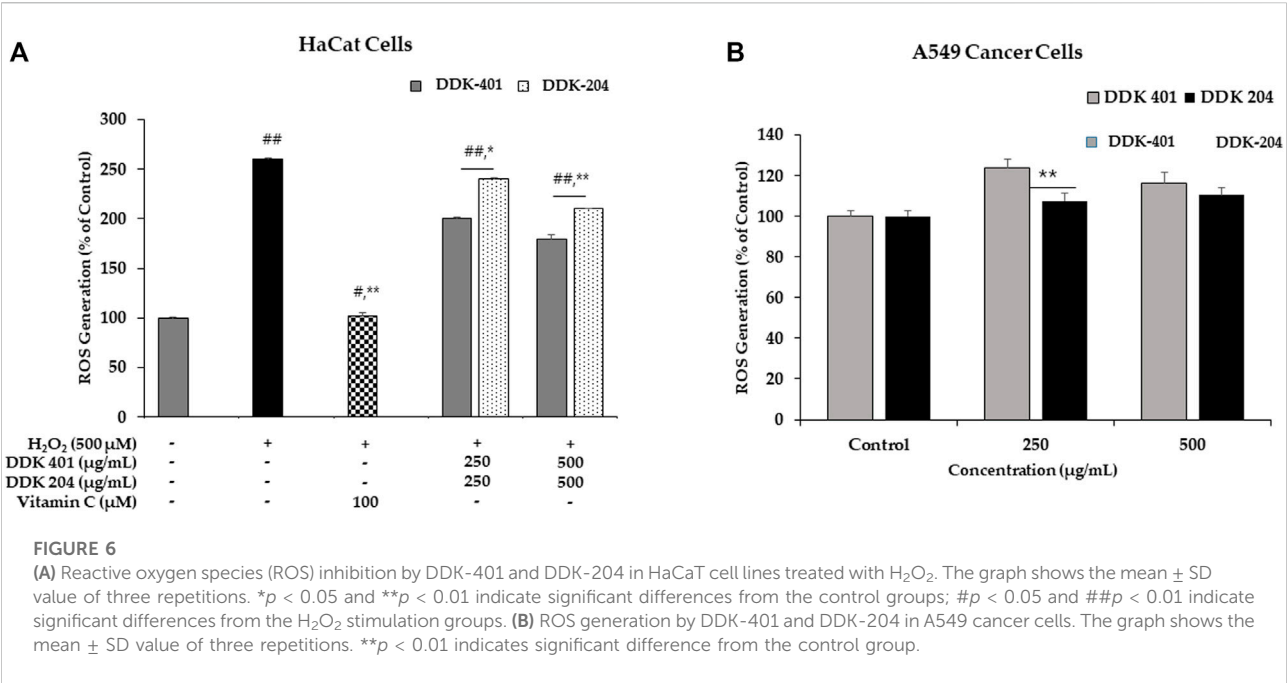 A
HaCat Cells
DDK-401 DDK-204
ROS Generation (% of Control)
300
250
200
150
100
50
0
##
#,**
##,*
##,**
H₂O₂ (500 µM) - + + + +
DDK 401 (µg/mL) - - - 250 500
DDK 204 (µg/mL) - - - 250 500
Vitamin C (µM) - - 100 - -
B
A549 Cancer Cells
DDK 401 DDK 204
DDK-401 DDK-204
ROS Generation (% of Control)
140
120
100
80
60
40
20
0
**
Control 250 500
Concentration (µg/mL)
FIGURE 6
(A) Reactive oxygen species (ROS) inhibition by DDK-401 and DDK-204 in HaCaT cell lines treated with H₂O₂. The graph shows the mean ± SD
value of three repetitions. *p < 0.05 and **p < 0.01 indicate significant differences from the control groups; #p < 0.05 and ##p < 0.01 indicate
significant differences from the H₂O₂ stimulation groups. (B) ROS generation by DDK-401 and DDK-204 in A549 cancer cells. The graph shows the
mean ± SD value of three repetitions. **p < 0.01 indicates significant difference from the control group.